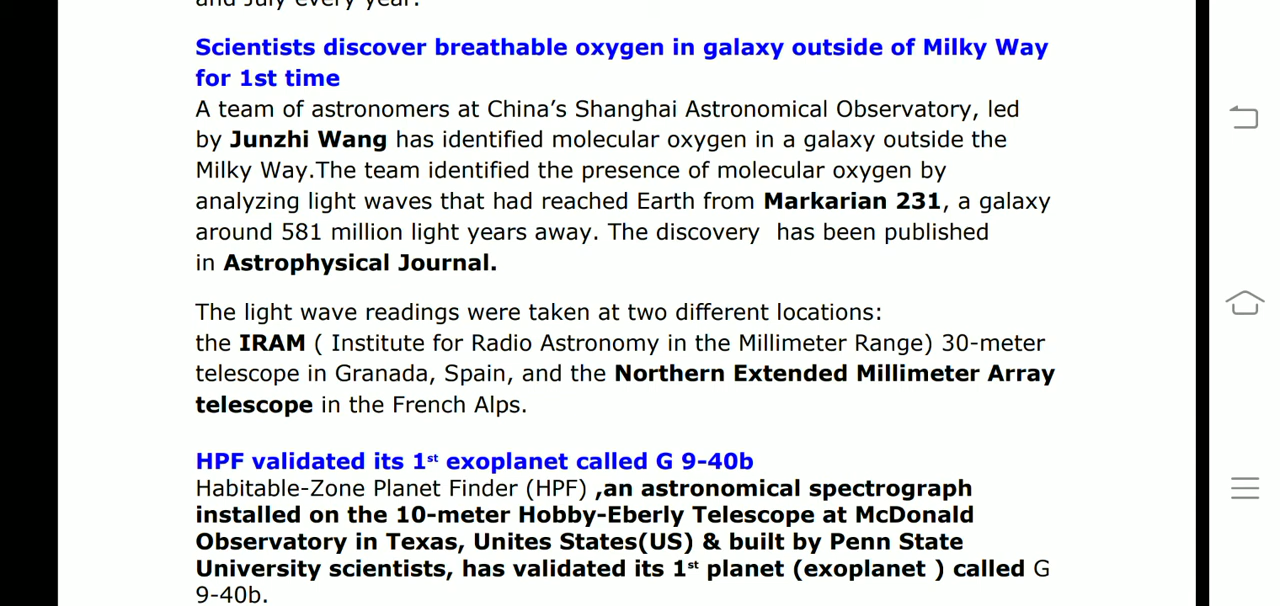 and July every year.
Scientists discover breathable oxygen in galaxy outside of Milky Way
for 1st time
A team of astronomers at China’s Shanghai Astronomical Observatory, led
by Junzhi Wang has identified molecular oxygen in a galaxy outside the
Milky Way.The team identified the presence of molecular oxygen by
analyzing light waves that had reached Earth from Markarian 231, a galaxy
around 581 million light years away. The discovery  has been published
in Astrophysical Journal.
The light wave readings were taken at two different locations:
the IRAM ( Institute for Radio Astronomy in the Millimeter Range) 30-meter
telescope in Granada, Spain, and the Northern Extended Millimeter Array
telescope in the French Alps.
HPF validated its 1st exoplanet called G 9-40b
Habitable-Zone Planet Finder (HPF) ,an astronomical spectrograph
installed on the 10-meter Hobby-Eberly Telescope at McDonald
Observatory in Texas, Unites States(US) & built by Penn State
University scientists, has validated its 1st planet (exoplanet ) called G
9-40b.